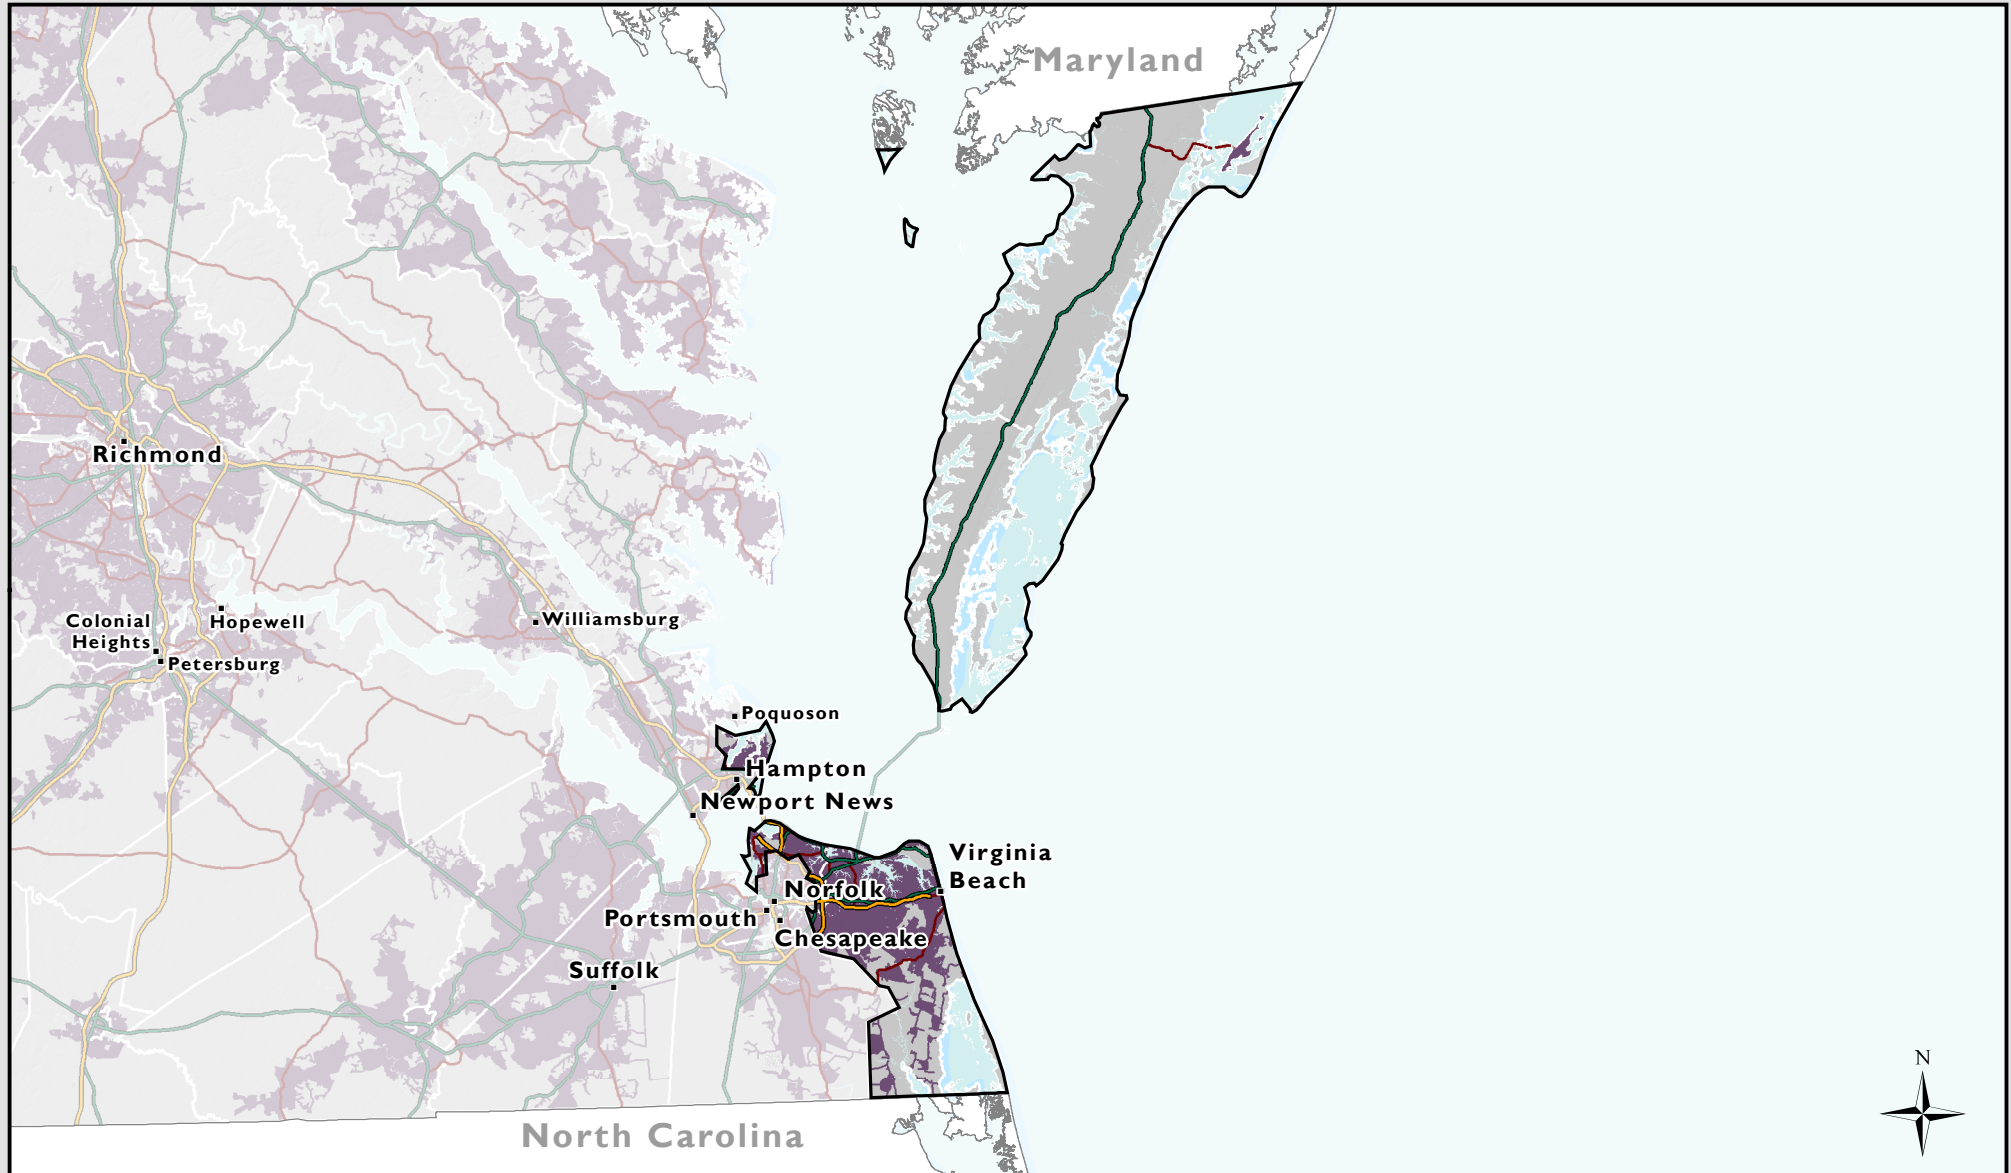 Maryland
Richmond
Colonial
Heights
Hopewell
Petersburg
Williamsburg
Poquoson
Hampton
Newport News
Virginia
Beach
Norfolk
Portsmouth
Chesapeake
Suffolk
North Carolina
N